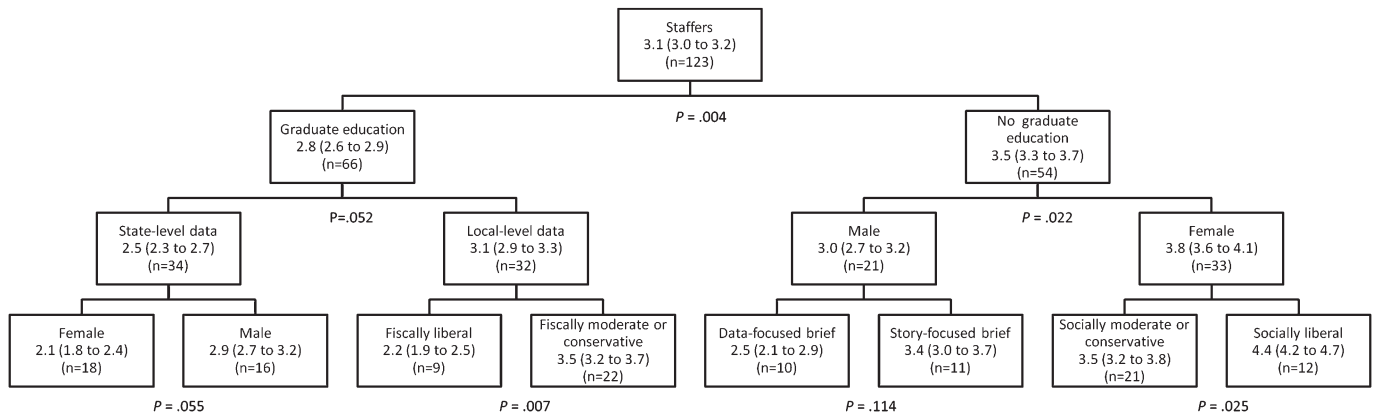 Staffers
3.1 (3.0 to 3.2)
(n=123)
P = .004
Graduate education
2.8 (2.6 to 2.9)
(n=66)
No graduate
education
3.5 (3.3 to 3.7)
(n=54)
P=.052
P = .022
State-level data
2.5 (2.3 to 2.7)
(n=34)
Local-level data
3.1 (2.9 to 3.3)
(n=32)
Male
3.0 (2.7 to 3.2)
(n=21)
Female
3.8 (3.6 to 4.1)
(n=33)
Female
2.1 (1.8 to 2.4)
(n=18)
Male
2.9 (2.7 to 3.2)
(n=16)
Fiscally liberal
2.2 (1.9 to 2.5)
(n=9)
Fiscally moderate or
conservative
3.5 (3.2 to 3.7)
(n=22)
Data-focused brief
2.5 (2.1 to 2.9)
(n=10)
Story-focused brief
3.4 (3.0 to 3.7)
(n=11)
Socially moderate or
conservative
3.5 (3.2 to 3.8)
(n=21)
Socially liberal
4.4 (4.2 to 4.7)
(n=12)
P = .055
P = .007
P = .114
P = .025